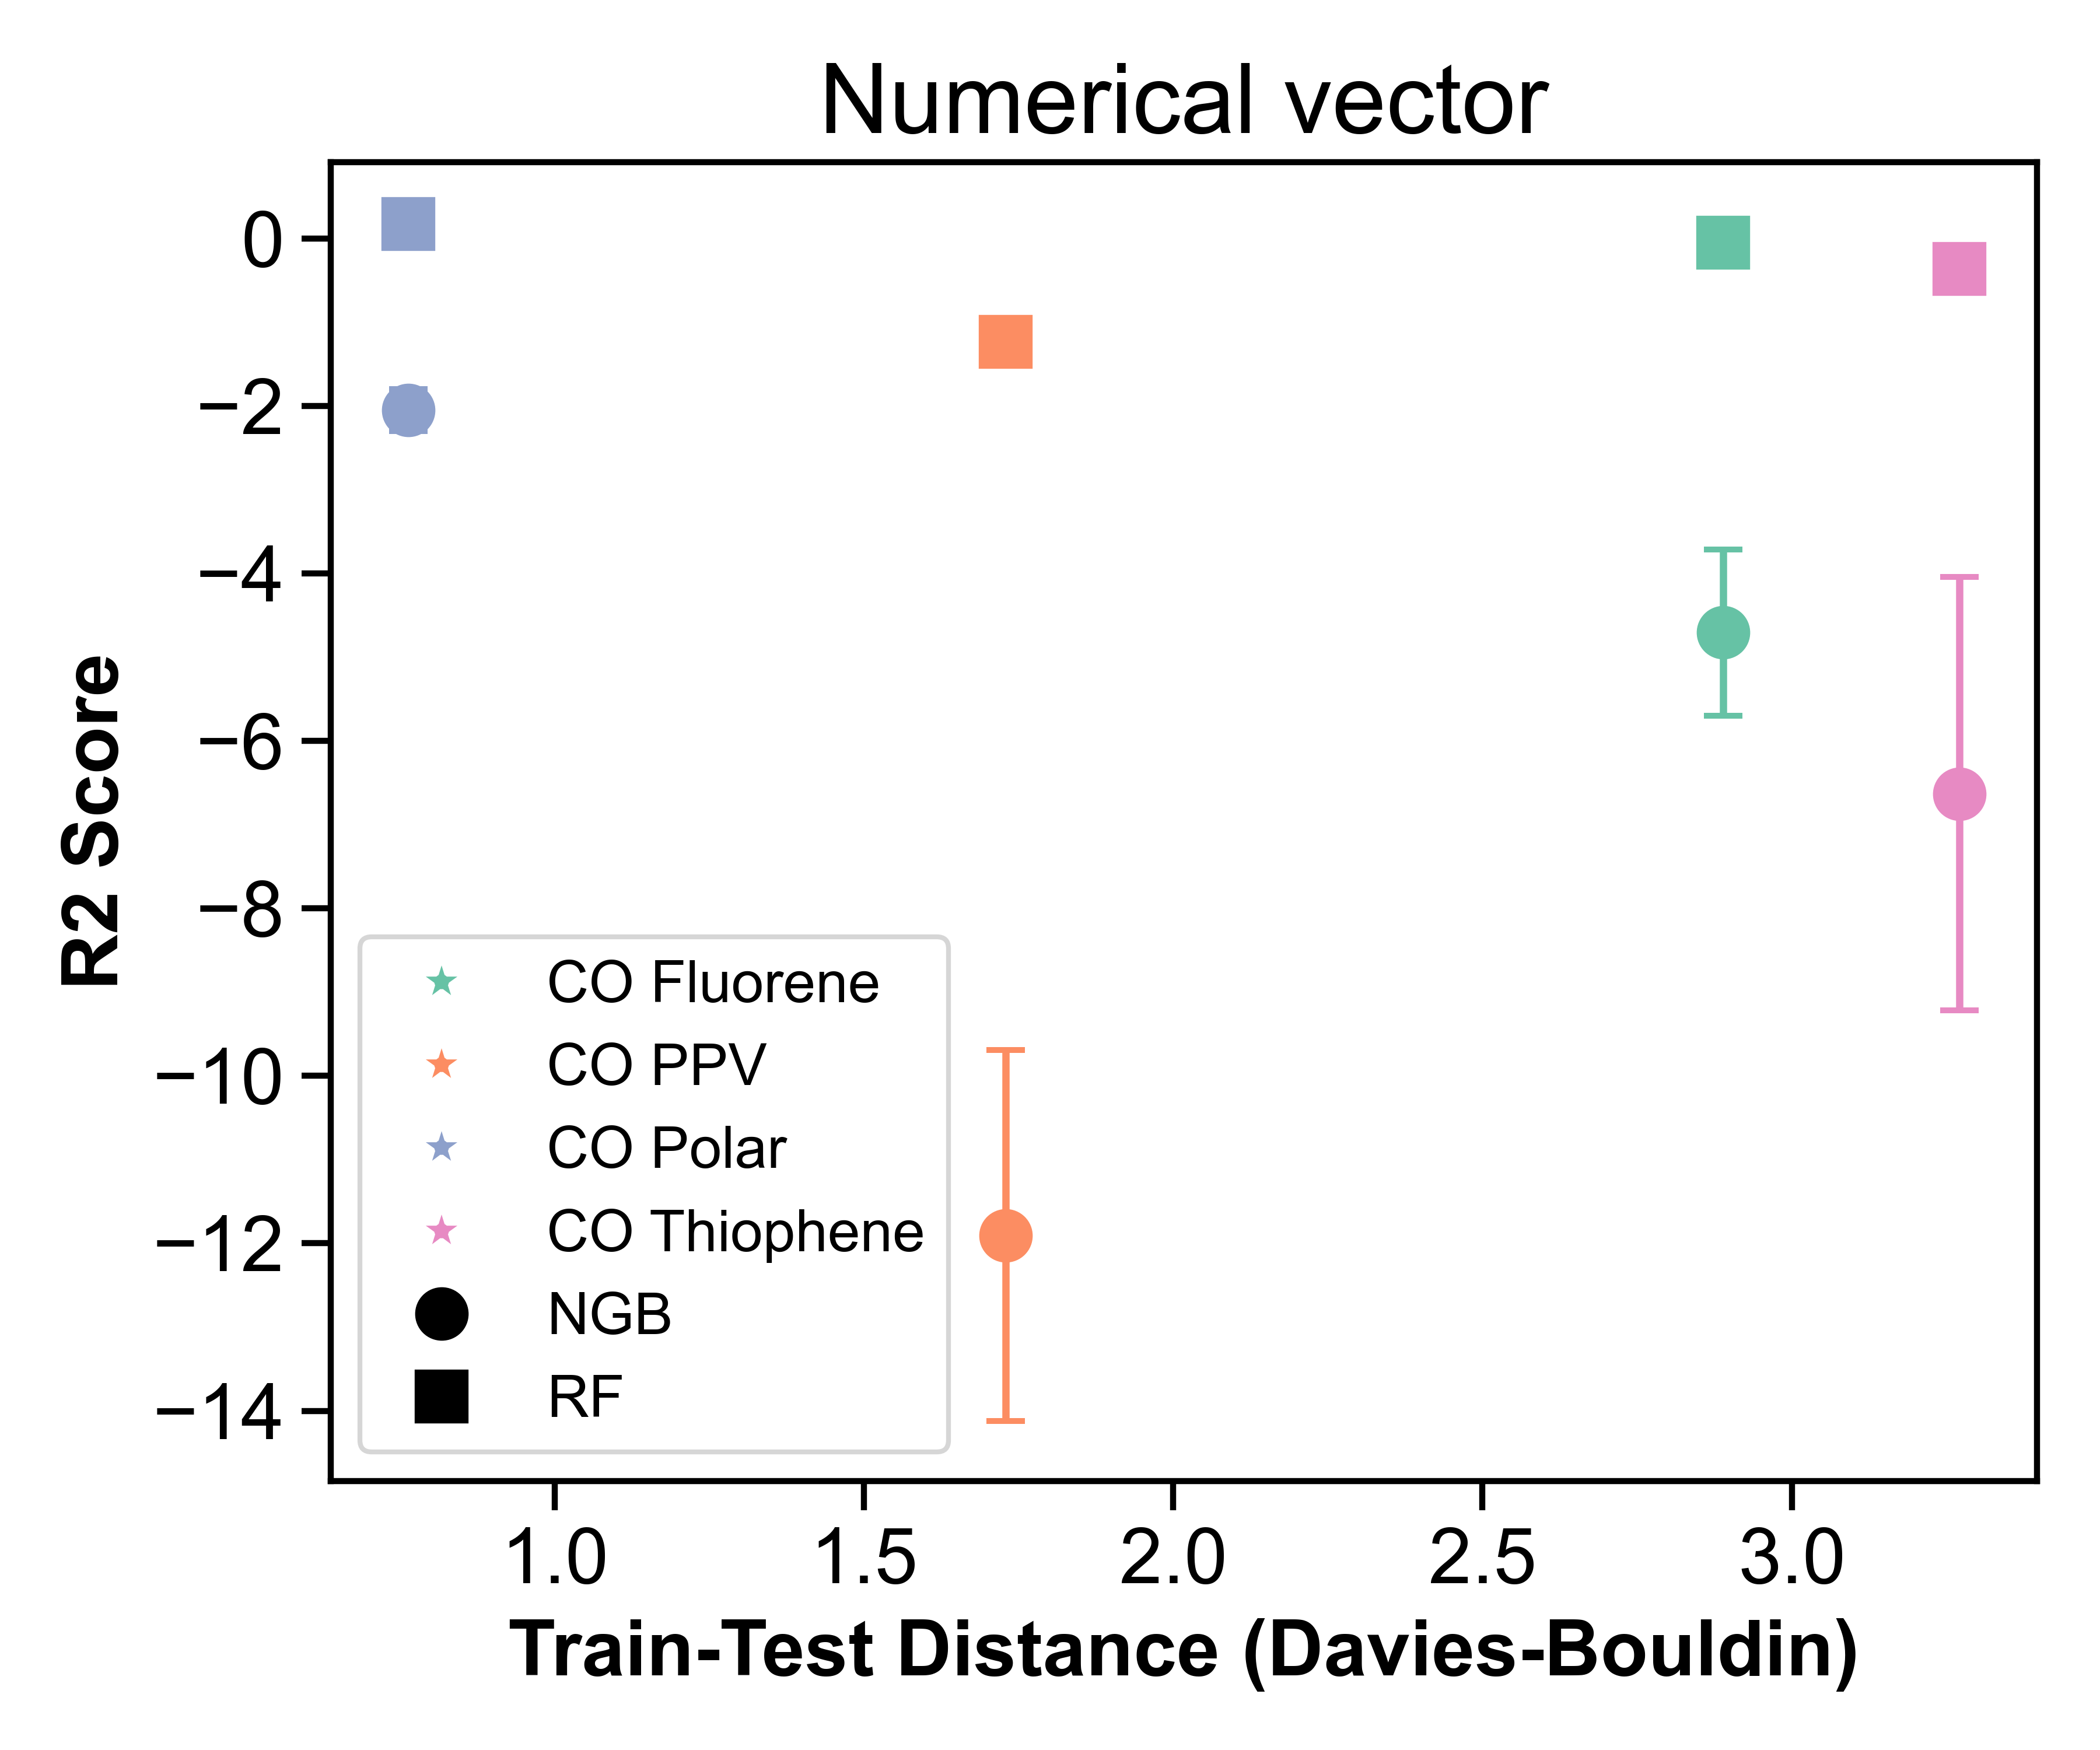 Numerical vector
R2 Score
0
−2
−4
−6
−8
−10
−12
−14
CO Fluorene
CO PPV
CO Polar
CO Thiophene
NGB
RF
1.0 1.5 2.0 2.5 3.0
Train-Test Distance (Davies-Bouldin)